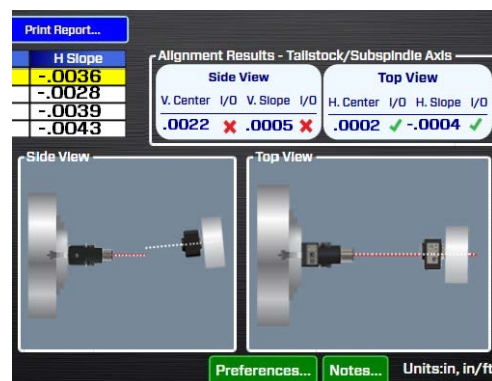 Print Report...
H Slope
-.0036
-.0028
-.0039
-.0043
Alignment Results - Tailstock/Subspindle Axis
Side View
Top View
V. Center I/O V. Slope I/O
H. Center I/O H. Slope I/O
.0022 .0005
.0002 -.0004
Side View
Top View
Preferences... Notes... Units:in, in/ft